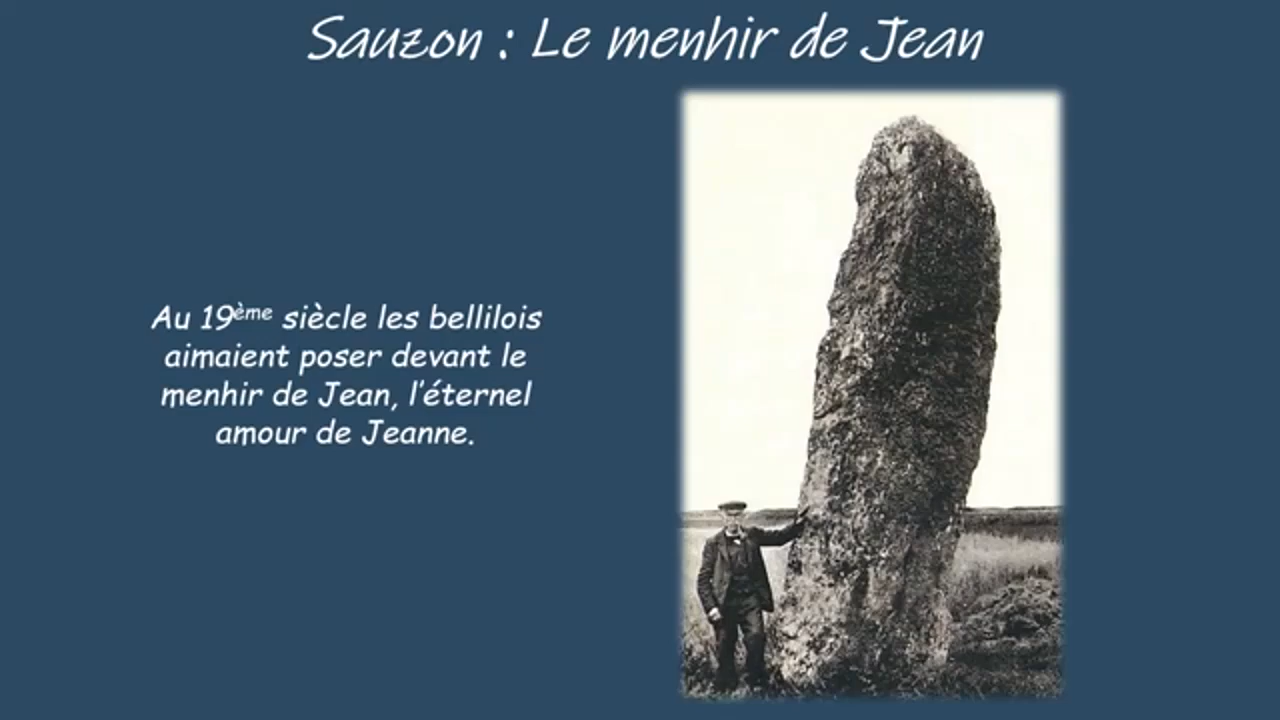 Sauzon : Le menhir de Jean
Au 19ème siècle les bellilois
aimaient poser devant le
menhir de Jean, l'éternel
amour de Jeanne.